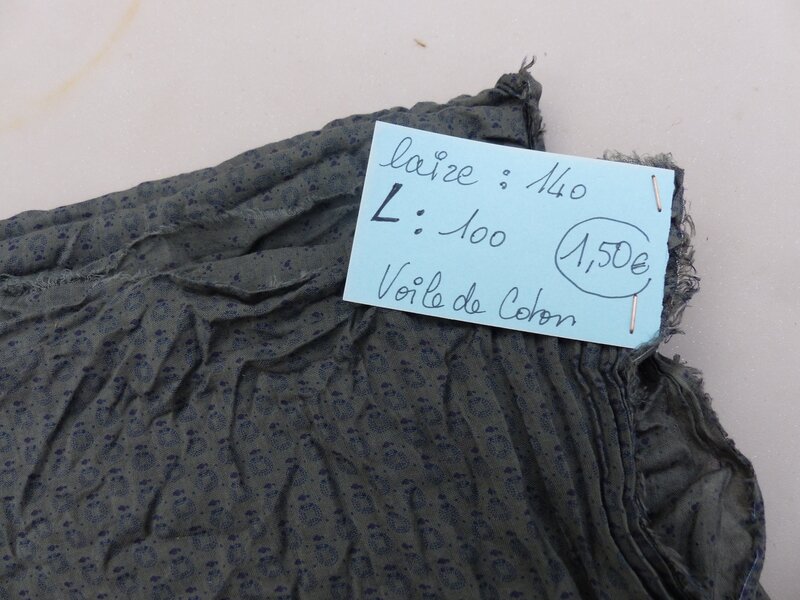 laize : 140
L : 100
1,50€
Voile de Coton